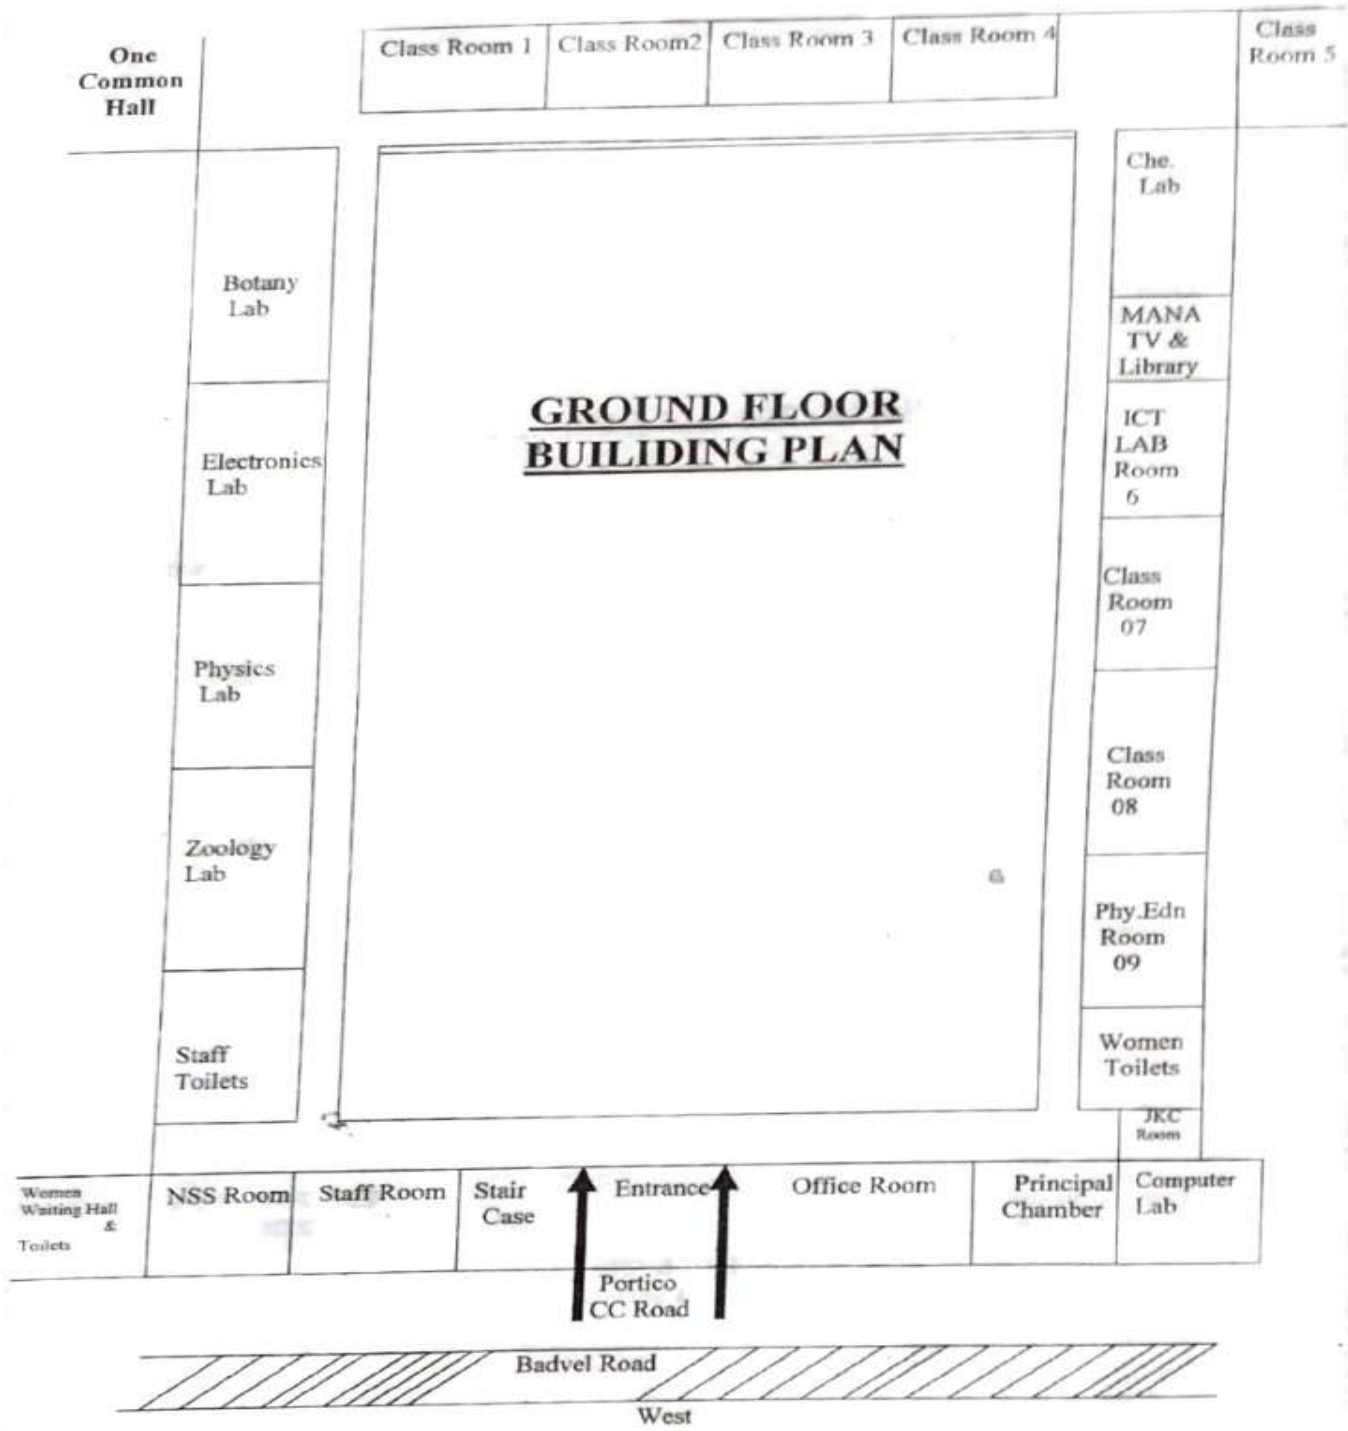 One
Common
Hall
Class Room 1
Class Room2
Class Room 3
Class Room 4
Class
Room 5
Botany
Lab
Electronics
Lab
Physics
Lab
Zoology
Lab
Staff
Toilets
GROUND FLOOR
BUILIDING PLAN
Che.
Lab
MANA
TV &
Library
ICT
LAB
Room
6
Class
Room
07
Class
Room
08
Phy.Edn
Room
09
Women
Toilets
JKC
Room
Women
Waiting Hall
&
Toilets
NSS Room
Staff Room
Stair
Case
Entrance
Office Room
Principal
Chamber
Computer
Lab
Portico
CC Road
Badvel Road
West